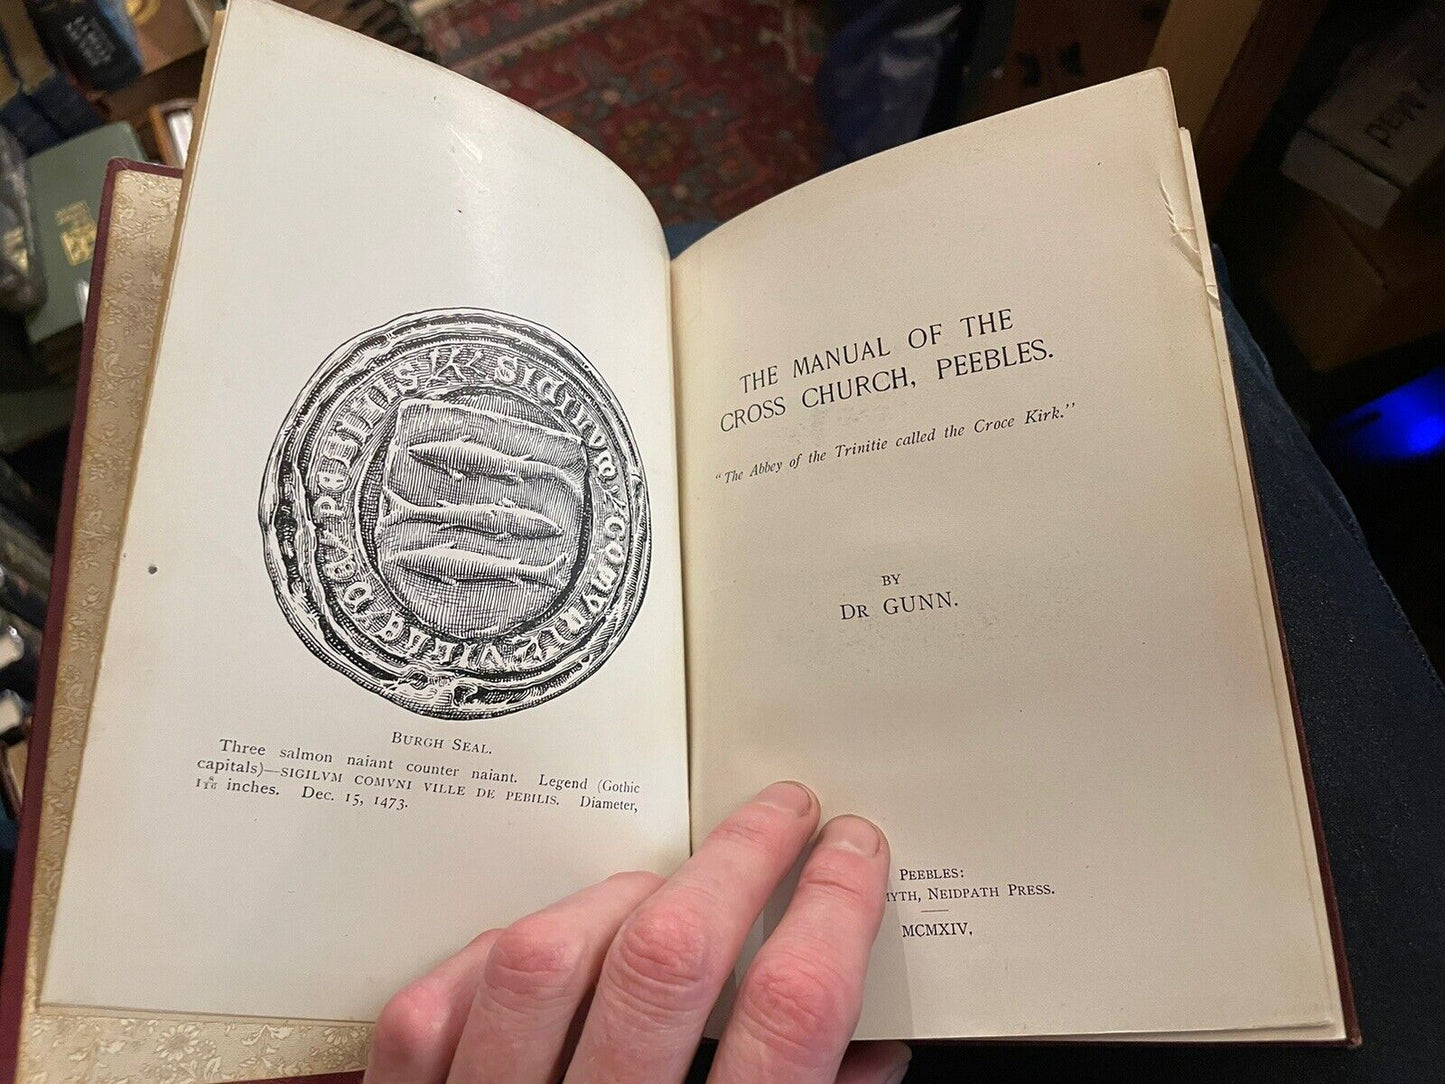 SIGILVM COMVNI VILLE DE PEBILIS
BURGH SEAL.
Three salmon naiant counter naiant. Legend (Gothic
capitals)—SIGILVM COMVNI VILLE DE PEBILIS. Diameter,
inches. Dec. 15, 1473.
THE MANUAL OF THE
CROSS CHURCH, PEEBLES.
"The Abbey of the Trinitie called the Croce Kirk."
BY
DR GUNN.
PEEBLES:
NEIDPATH PRESS.
MCMXIV.